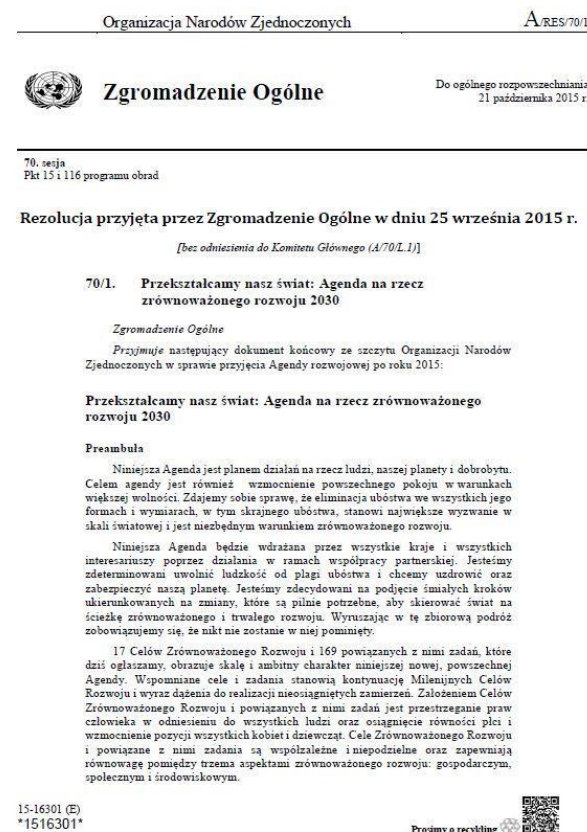 Organizacja Narodów Zjednoczonych A/RES/70/1
Zgromadzenie Ogólne
Do ogólnego rozpowszechniania
21 października 2015 r.
70. sesja
Pkt 15 i 116 programu obrad
Rezolucja przyjęta przez Zgromadzenie Ogólne w dniu 25 września 2015 r.
[bez odniesienia do Komitetu Głównego (A/70/L.1)]
70/1. Przekształcamy nasz świat: Agenda na rzecz
zrównoważonego rozwoju 2030
Zgromadzenie Ogólne
Przyjmuje następujący dokument końcowy ze szczytu Organizacji Narodów
Zjednoczonych w sprawie przyjęcia Agendy rozwojowej po roku 2015:
Przekształcamy nasz świat: Agenda na rzecz zrównoważonego
rozwoju 2030
Preambuła
Niniejsza Agenda jest planem działań na rzecz ludzi, naszej planety i dobrobytu.
Celem agendy jest również wzmocnienie powszechnego pokoju w warunkach
większej wolności. Zdajemy sobie sprawę, że eliminacja ubóstwa we wszystkich jego
formach i wymiarach, w tym skrajnego ubóstwa, stanowi największe wyzwanie w
skali światowej i jest niezbędnym warunkiem zrównoważonego rozwoju.
Niniejsza Agenda będzie wdrażana przez wszystkie kraje i wszystkich
interesariuszy poprzez działania w ramach współpracy partnerskiej. Jesteśmy
zdeterminowani uwolnić ludzkość od plagi ubóstwa i chcemy uzdrowić oraz
zabezpieczyć naszą planetę. Jesteśmy zdecydowani na podjęcie śmiałych kroków
ukierunkowanych na zmiany, które są pilnie potrzebne, aby skierować świat na
ścieżkę zrównoważonego i trwałego rozwoju. Wyruszając w tę zbiorową podróż
zobowiązujemy się, że nikt nie zostanie w niej pominięty.
17 Celów Zrównoważonego Rozwoju i 169 powiązanych z nimi zadań, które
dziś ogłaszamy, obrazuje skalę i ambitny charakter niniejszej nowej, powszechnej
Agendy. Wspomniane cele i zadania stanowią kontynuację Milenijnych Celów
Rozwoju i wyraz dążenia do realizacji nieosiągniętych zamierzeń. Założeniem Celów
Zrównoważonego Rozwoju i powiązanych z nimi zadań jest przestrzeganie praw
człowieka w odniesieniu do wszystkich ludzi oraz osiągnięcie równości płci i
wzmocnienie pozycji wszystkich kobiet i dziewcząt. Cele Zrównoważonego Rozwoju
i powiązane z nimi zadania są współzależne i niepodzielne oraz zapewniają
równowagę pomiędzy trzema aspektami zrównoważonego rozwoju: gospodarczym,
społecznym i środowiskowym.
15-16301 (E)
*1516301*
Prosimy o recykling